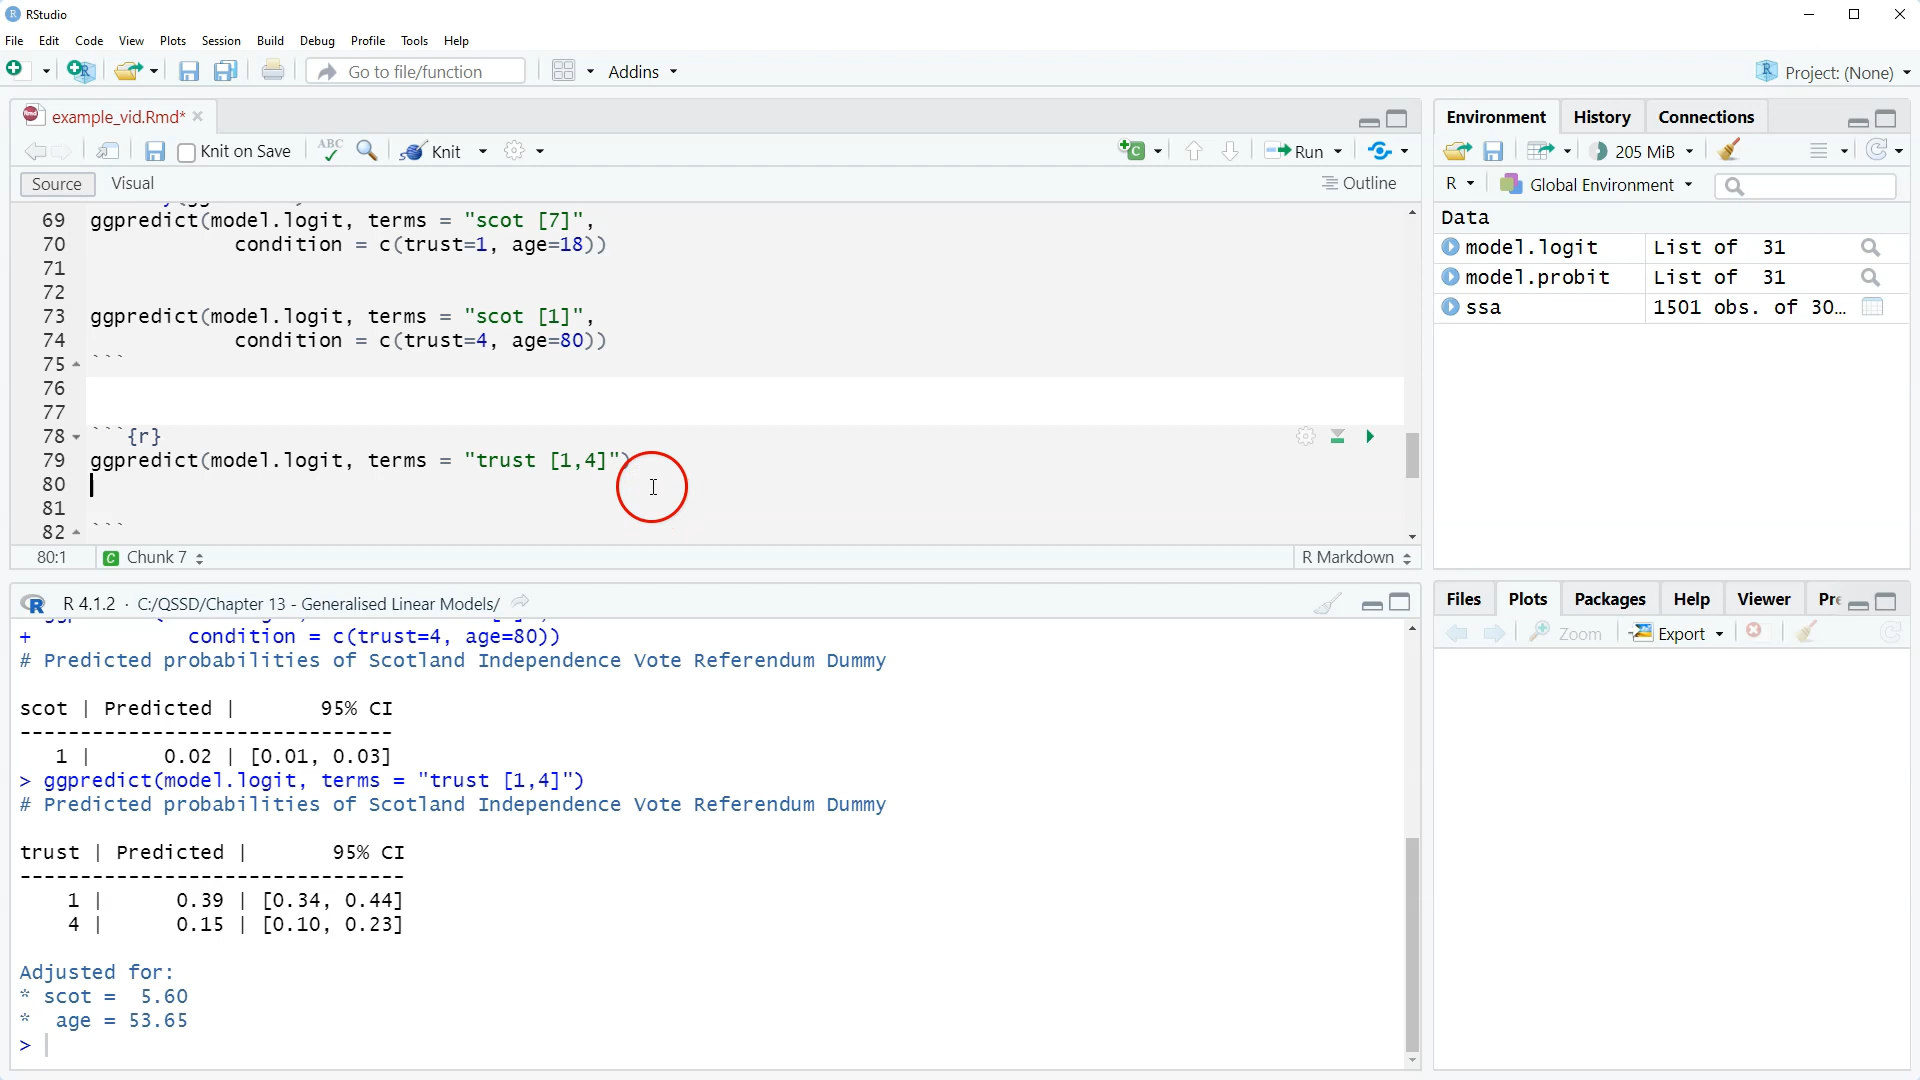 RStudio
File Edit Code View Plots Session Build Debug Profile Tools Help
Go to file/function Addins Project: (None)
example_vid.Rmd*
Knit on Save ABC Knit Run
Source Visual Outline
69 ggpredict(model.logit, terms = "scot [7]",
70 condition = c(trust=1, age=18))
71
72
73 ggpredict(model.logit, terms = "scot [1]",
74 condition = c(trust=4, age=80))
75 ```
76
77
78 ```{r}
79 ggpredict(model.logit, terms = "trust [1,4]")
80
81
82 ```
80:1 C Chunk 7 R Markdown
R 4.1.2 · C:/QSSD/Chapter 13 - Generalised Linear Models/
+ condition = c(trust=4, age=80))
# Predicted probabilities of Scotland Independence Vote Referendum Dummy
scot | Predicted | 95% CI
-------------------------------
1 | 0.02 | [0.01, 0.03]
> ggpredict(model.logit, terms = "trust [1,4]")
# Predicted probabilities of Scotland Independence Vote Referendum Dummy
trust | Predicted | 95% CI
--------------------------------
1 | 0.39 | [0.34, 0.44]
4 | 0.15 | [0.10, 0.23]
Adjusted for:
* scot = 5.60
* age = 53.65
>
Environment History Connections
205 MiB
R Global Environment
Data
model.logit List of 31
model.probit List of 31
ssa 1501 obs. of 30…
Files Plots Packages Help Viewer Pre
Zoom Export